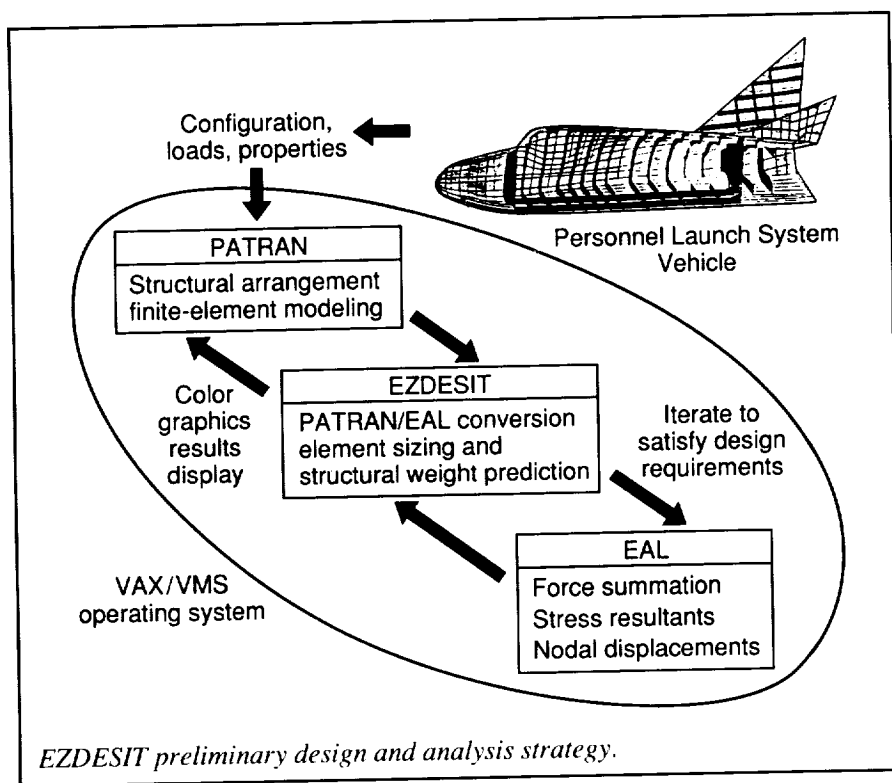 Configuration,
loads, properties
Personnel Launch System
Vehicle
PATRAN
Structural arrangement
finite-element modeling
Color
graphics
results
display
EZDESIT
PATRAN/EAL conversion
element sizing and
structural weight prediction
Iterate to
satisfy design
requirements
EAL
Force summation
Stress resultants
Nodal displacements
VAX/VMS
operating system
EZDESIT preliminary design and analysis strategy.